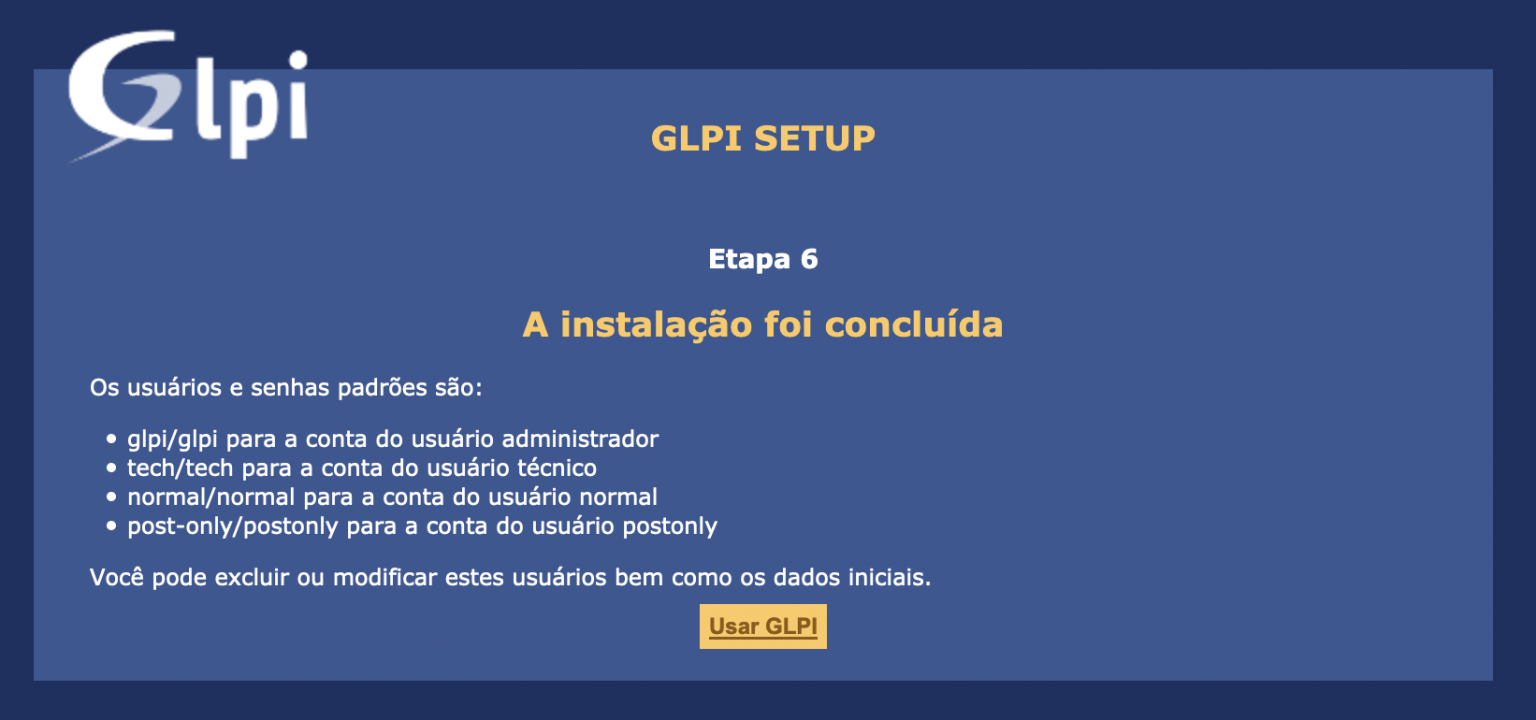 Glpi
GLPI SETUP
Etapa 6
A instalação foi concluída
Os usuários e senhas padrões são:
• glpi/glpi para a conta do usuário administrador
• tech/tech para a conta do usuário técnico
• normal/normal para a conta do usuário normal
• post-only/postonly para a conta do usuário postonly
Você pode excluir ou modificar estes usuários bem como os dados iniciais.
Usar GLPI